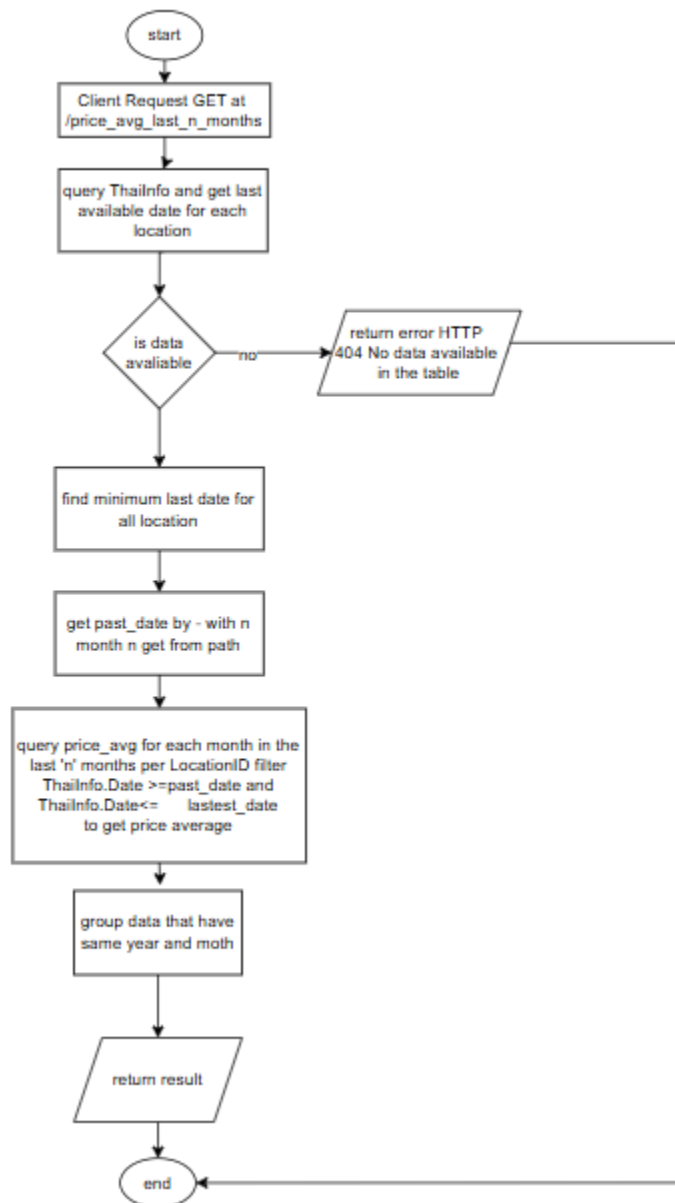 start
Client Request GET at
/price_avg_last_n_months
query ThaiInfo and get last
available date for each
location
is data
avaliable
no
return error HTTP
404 No data available
in the table
find minimum last date for
all location
get past_date by - with n
month n get from path
query price_avg for each month in the
last 'n' months per LocationID filter
ThaiInfo.Date >=past_date and
ThaiInfo.Date<= lastest_date
to get price average
group data that have
same year and moth
return result
end